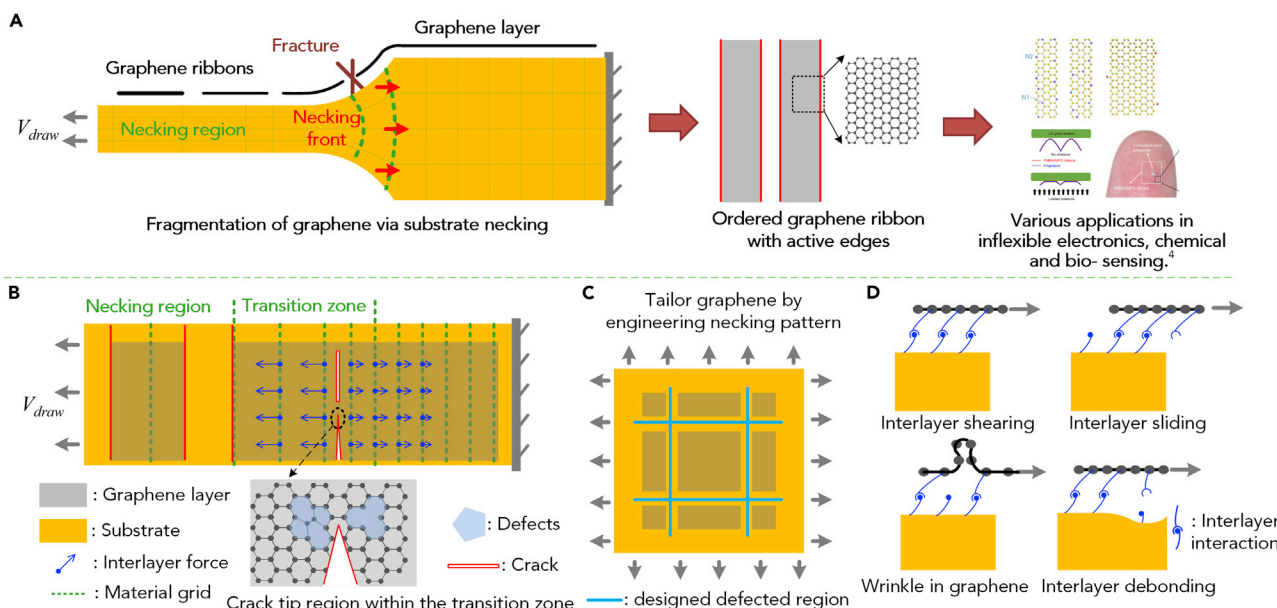 A
Graphene layer
Fracture
Graphene ribbons
V_draw
Necking region
Necking
front
Fragmentation of graphene via substrate necking
Ordered graphene ribbon
with active edges
N2
N1
Various applications in
inflexible electronics, chemical
and bio- sensing.4
B
Necking region
Transition zone
V_draw
: Graphene layer
: Substrate
: Interlayer force
: Material grid
: Defects
: Crack
Crack tip region within the transition zone
C
Tailor graphene by
engineering necking pattern
: designed defected region
D
Interlayer shearing
Interlayer sliding
Wrinkle in graphene
Interlayer debonding
: Interlayer
interaction